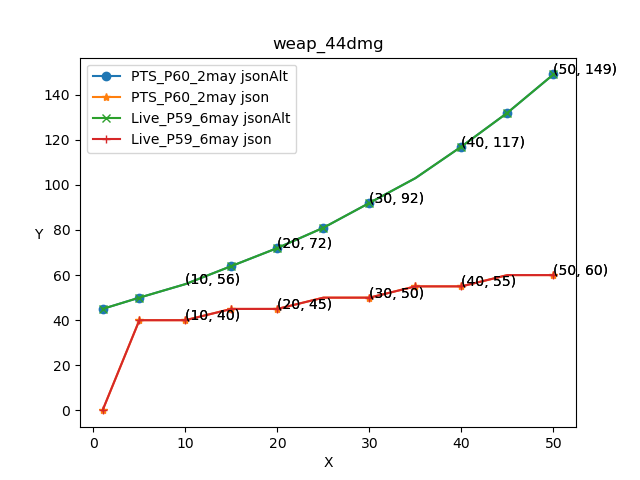 weap_44dmg
PTS_P60_2may jsonAlt
PTS_P60_2may json
Live_P59_6may jsonAlt
Live_P59_6may json
(50, 149)
(40, 117)
(30, 92)
(20, 72)
(10, 56)
(50, 60)
(40, 55)
(30, 50)
(20, 45)
(10, 40)
140
120
100
80
60
40
20
0
Y
0 10 20 30 40 50
X